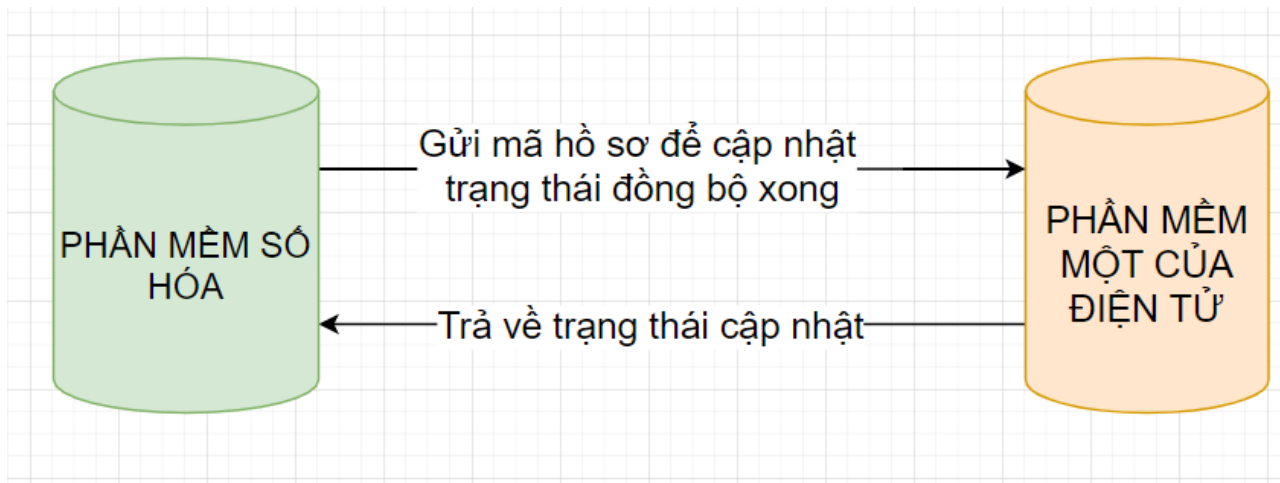 Gửi mã hồ sơ để cập nhật
trạng thái đồng bộ xong
PHẦN MỀM SỐ
HÓA
PHẦN MỀM
MỘT CỦA
ĐIỆN TỬ
Trả về trạng thái cập nhật